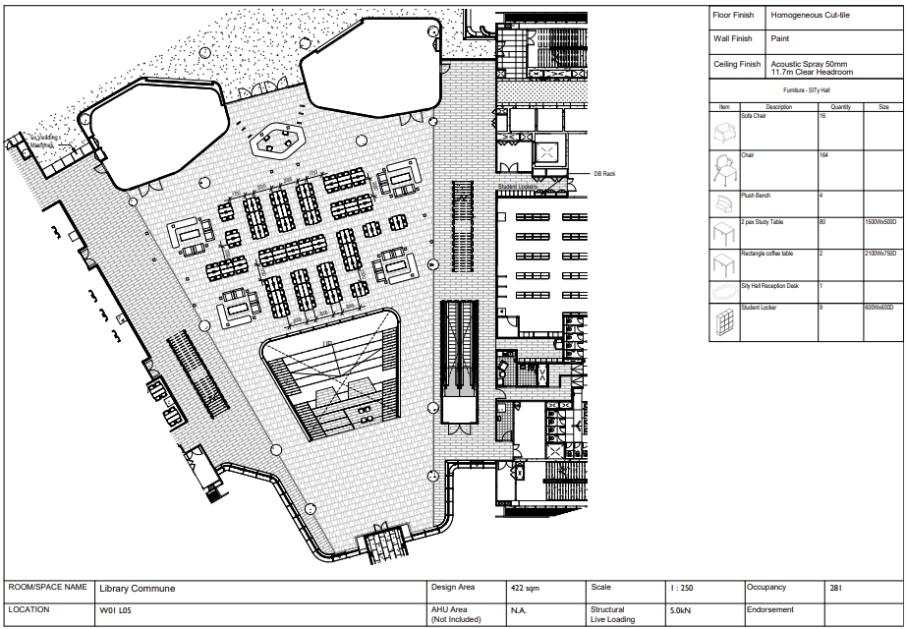 Floor Finish Homogeneous Cut-tile
Wall Finish Paint
Ceiling Finish Acoustic Spray 50mm
11.7m Clear Headroom
Furniture - SITy Hall
Item Description Quantity Size
Sofa Chair 16
Chair 164
Plush Bench 4
2 pax Study Table 80 1500Wx500D
Rectangle coffee table 2 2100Wx750D
Sity Hall Reception Desk 1
Student Locker 9 600Wx600D
DB Rack
Student Lockers
UP
ROOM/SPACE NAME Library Commune Design Area 422 sqm Scale 1 : 250 Occupancy 281
LOCATION W01 L05 AHU Area
(Not Included) N.A. Structural
Live Loading 5.0kN Endorsement